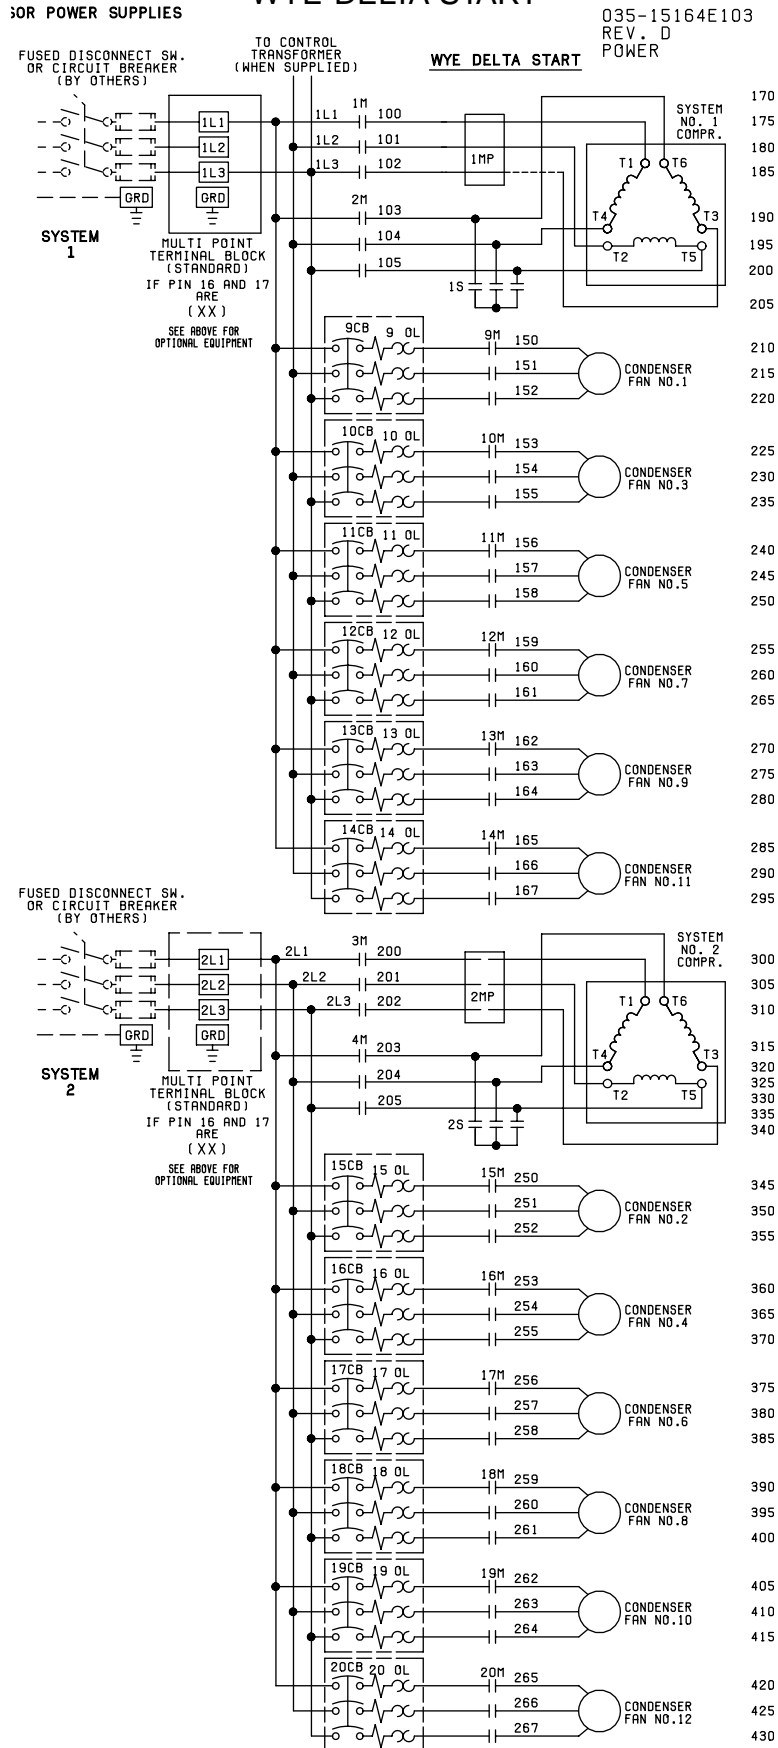 WYE DELTA START
SOR POWER SUPPLIES
035-15164E103
REV. D
POWER
TO CONTROL
TRANSFORMER
(WHEN SUPPLIED)
WYE DELTA START
FUSED DISCONNECT SW.
OR CIRCUIT BREAKER
(BY OTHERS)
SYSTEM
NO. 1
COMPR.
170
1L1 1L1 1M 100 175
1L2 1L2 101 180
1L3 1L3 102 185
1MP
T1 T6
GRD GRD
SYSTEM
1
2M 103 190
T4 T3
104 195
T2 T5
105 200
1S
205
MULTI POINT
TERMINAL BLOCK
(STANDARD)
IF PIN 16 AND 17
ARE
(XX)
SEE ABOVE FOR
OPTIONAL EQUIPMENT
9CB 9 OL 9M 150 210
151 CONDENSER 215
FAN NO.1
152 220
10CB 10 OL 10M 153 225
154 CONDENSER 230
FAN NO.3
155 235
11CB 11 OL 11M 156 240
157 CONDENSER 245
FAN NO.5
158 250
12CB 12 OL 12M 159 255
160 CONDENSER 260
FAN NO.7
161 265
13CB 13 OL 13M 162 270
163 CONDENSER 275
FAN NO.9
164 280
14CB 14 OL 14M 165 285
166 CONDENSER 290
FAN NO.11
167 295
FUSED DISCONNECT SW.
OR CIRCUIT BREAKER
(BY OTHERS)
SYSTEM
NO. 2
COMPR.
2L1 2L1 3M 200 300
2L2 2L2 201 305
2L3 2L3 202 310
2MP
T1 T6
GRD GRD
SYSTEM
2
4M 203 315
T4 T3
320
204 325
T2 T5
330
205 335
2S
340
MULTI POINT
TERMINAL BLOCK
(STANDARD)
IF PIN 16 AND 17
ARE
(XX)
SEE ABOVE FOR
OPTIONAL EQUIPMENT
15CB 15 OL 15M 250 345
251 CONDENSER 350
FAN NO.2
252 355
16CB 16 OL 16M 253 360
254 CONDENSER 365
FAN NO.4
255 370
17CB 17 OL 17M 256 375
257 CONDENSER 380
FAN NO.6
258 385
18CB 18 OL 18M 259 390
260 CONDENSER 395
FAN NO.8
261 400
19CB 19 OL 19M 262 405
263 CONDENSER 410
FAN NO.10
264 415
20CB 20 OL 20M 265 420
266 CONDENSER 425
FAN NO.12
267 430